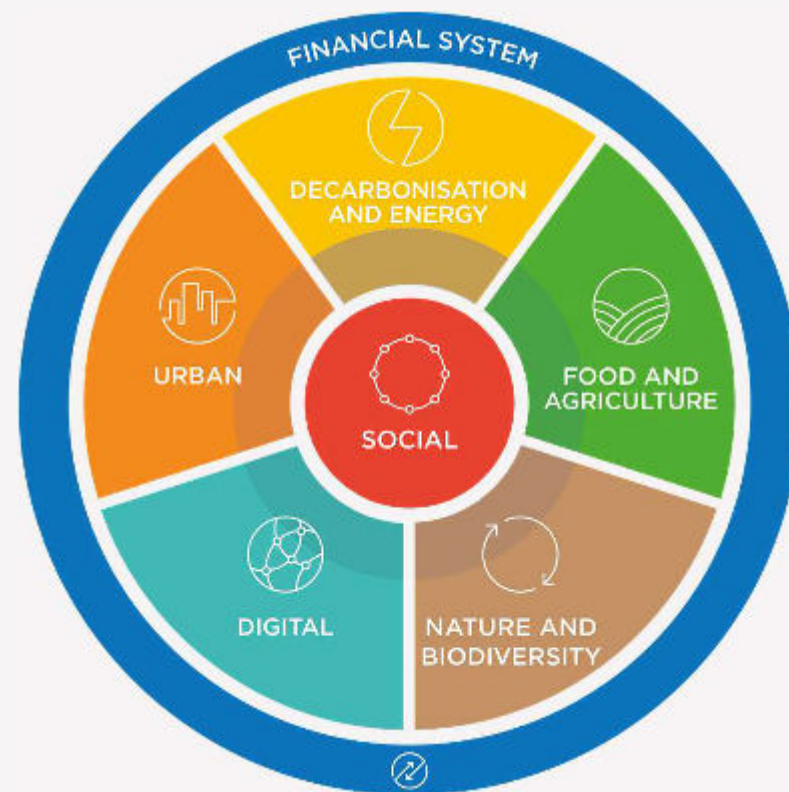 FINANCIAL SYSTEM
DECARBONISATION
AND ENERGY
URBAN
FOOD AND
AGRICULTURE
SOCIAL
DIGITAL
NATURE AND
BIODIVERSITY